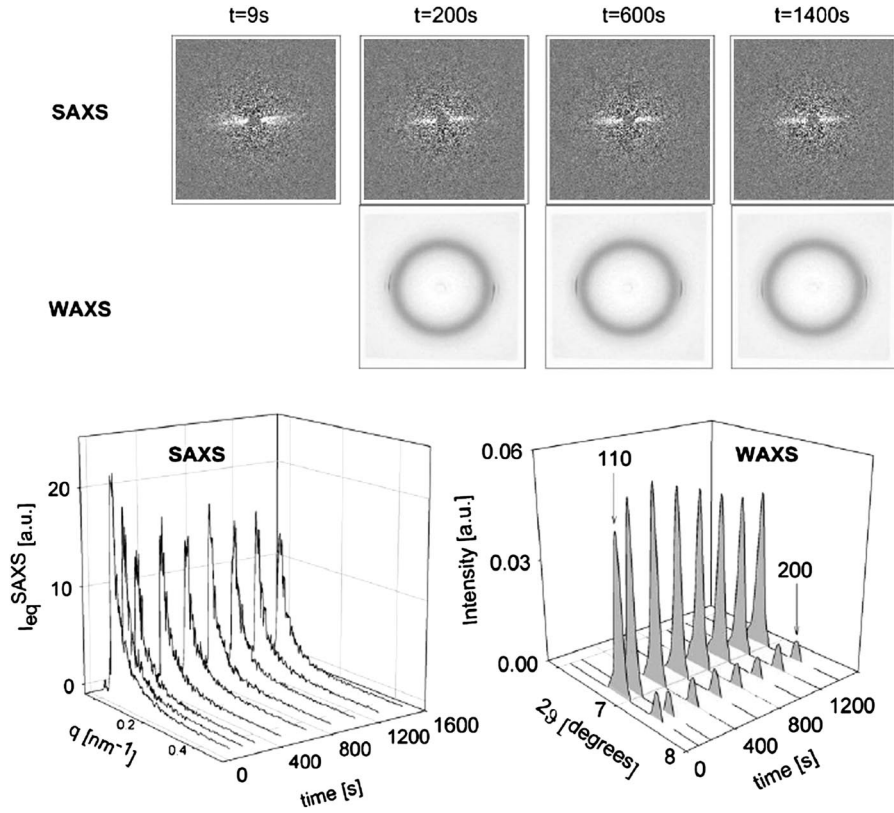 t=9s t=200s t=600s t=1400s
SAXS
WAXS
SAXS
20
10
0
I_eq^SAXS [a.u.]
0.2
0.4
q [nm^-1]
0
400
800
1200
1600
time [s]
WAXS
110
200
0.06
0.03
0.00
Intensity [a.u.]
7
8
2ϑ [degrees]
0
400
800
1200
time [s]